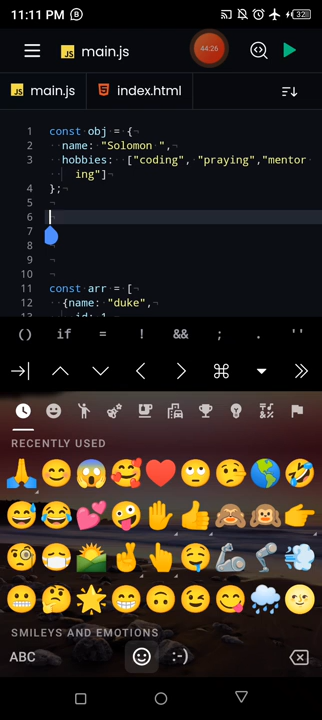 11:11 PM
32
main.js
44:26
main.js
index.html
1 const obj = {
2 name: "Solomon ",
3 hobbies: ["coding", "praying","mentor
ing"]
4 };
5
6
7
8
9
10
11 const arr = [
12 {name: "duke",
13 id: 1
() if = ! && ; . ''
RECENTLY USED
SMILEYS AND EMOTIONS
ABC :-)